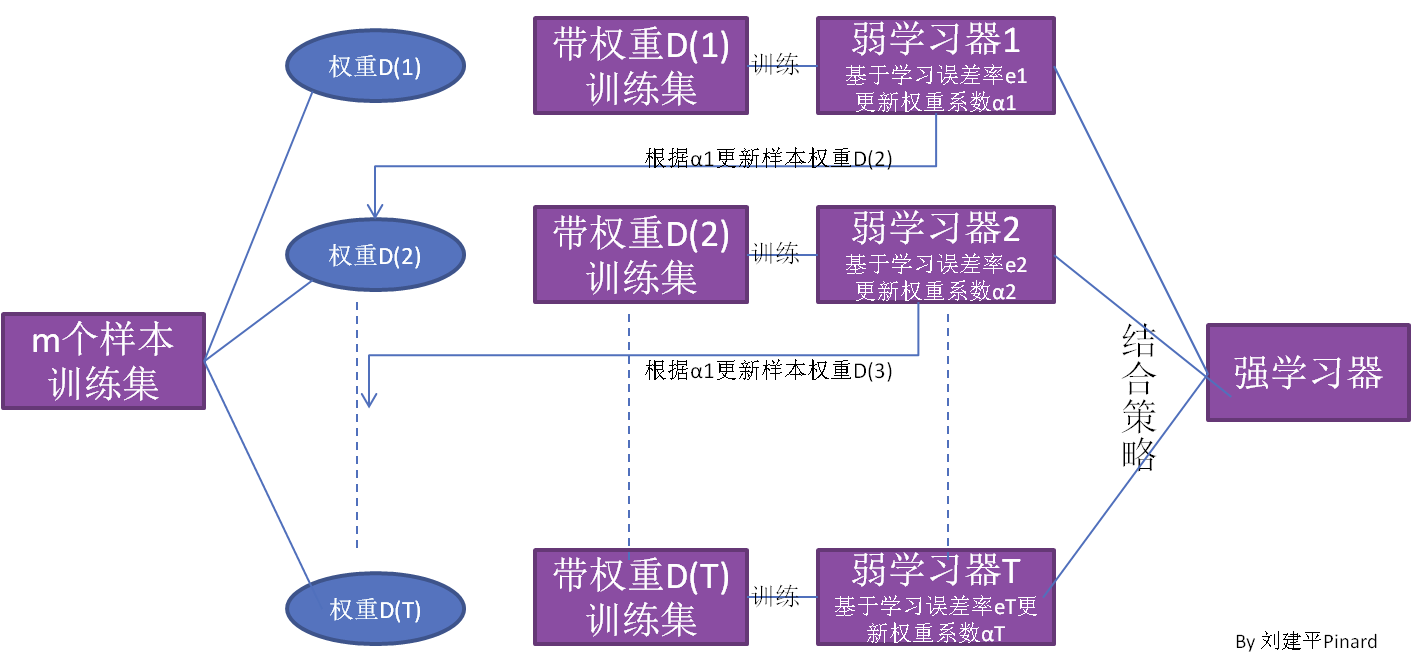 权重D(1)
带权重D(1)
训练集
训练
弱学习器1
基于学习误差率e1
更新权重系数α1
根据α1更新样本权重D(2)
权重D(2)
带权重D(2)
训练集
训练
弱学习器2
基于学习误差率e2
更新权重系数α2
m个样本
训练集
根据α1更新样本权重D(3)
结合策略
强学习器
权重D(T)
带权重D(T)
训练集
训练
弱学习器T
基于学习误差率eT更
新权重系数αT
By 刘建平Pinard